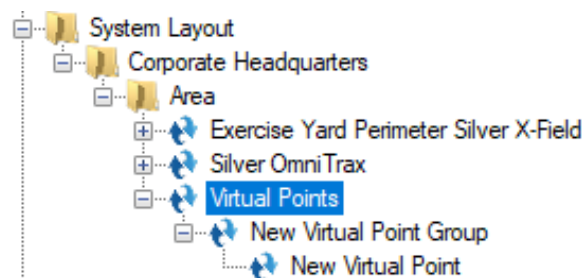 System Layout
Corporate Headquarters
Area
Exercise Yard Perimeter Silver X-Field
Silver OmniTrax
Virtual Points
New Virtual Point Group
New Virtual Point